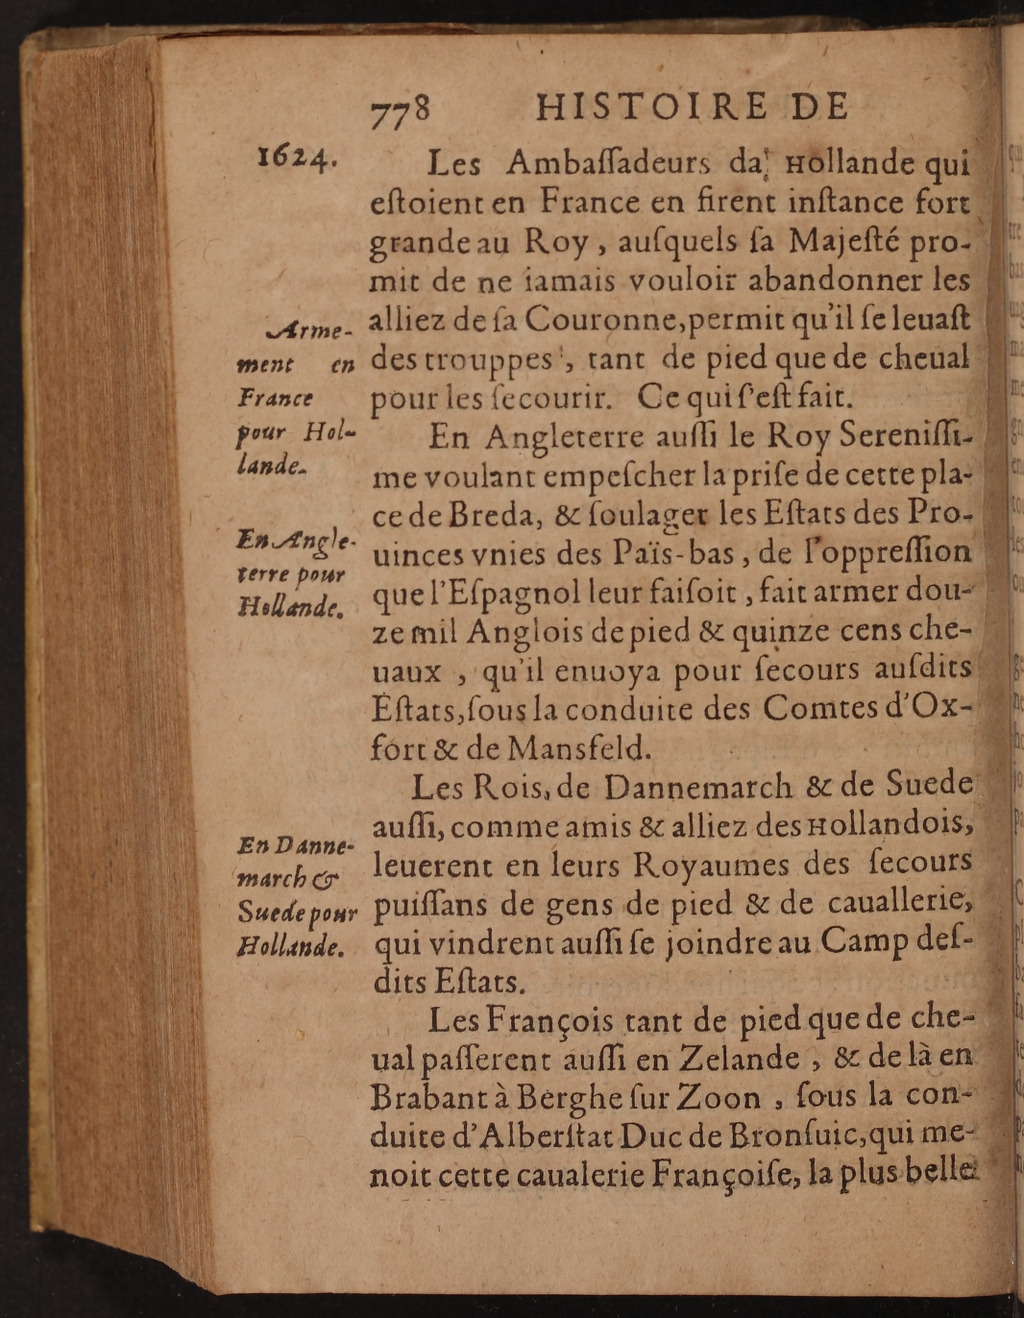 778 HISTOIRE DE
1624.
Les Ambaſſadeurs da' Hollande qui
eſtoient en France en firent inſtance fort
grande au Roy, auſquels ſa Majeſté pro-
mit de ne iamais vouloir abandonner les
alliez de ſa Couronne, permit qu'il ſe leuaſt
des trouppes', tant de pied que de cheual
pour les ſecourir. Ce qui ſ'eſt fait.
Arme-
ment en
France
pour Hol-
lande.
En Angleterre auſſi le Roy Sereniſſi-
me voulant empeſcher la priſe de cette pla-
ce de Breda, & ſoulager les Eſtats des Pro-
uinces vnies des Païs-bas, de l'oppreſſion
que l'Eſpagnol leur faiſoit, fait armer dou-
ze mil Anglois de pied & quinze cens che-
uaux, qu'il enuoya pour ſecours auſdits
Eſtats, ſous la conduite des Comtes d'Ox-
fort & de Mansfeld.
En Angle-
terre pour
Hollande.
Les Rois, de Dannemarch & de Suede
auſſi, comme amis & alliez des Hollandois,
leuerent en leurs Royaumes des ſecours
puiſſans de gens de pied & de cauallerie,
qui vindrent auſſi ſe joindre au Camp deſ-
dits Eſtats.
En Danne-
march &
Suede pour
Hollande.
Les François tant de pied que de che-
ual paſſerent auſſi en Zelande, & de là en
Brabant à Berghe ſur Zoon, ſous la con-
duite d'Alberſtat Duc de Bronſuic, qui me-
noit cette caualerie Françoiſe, la plus belle